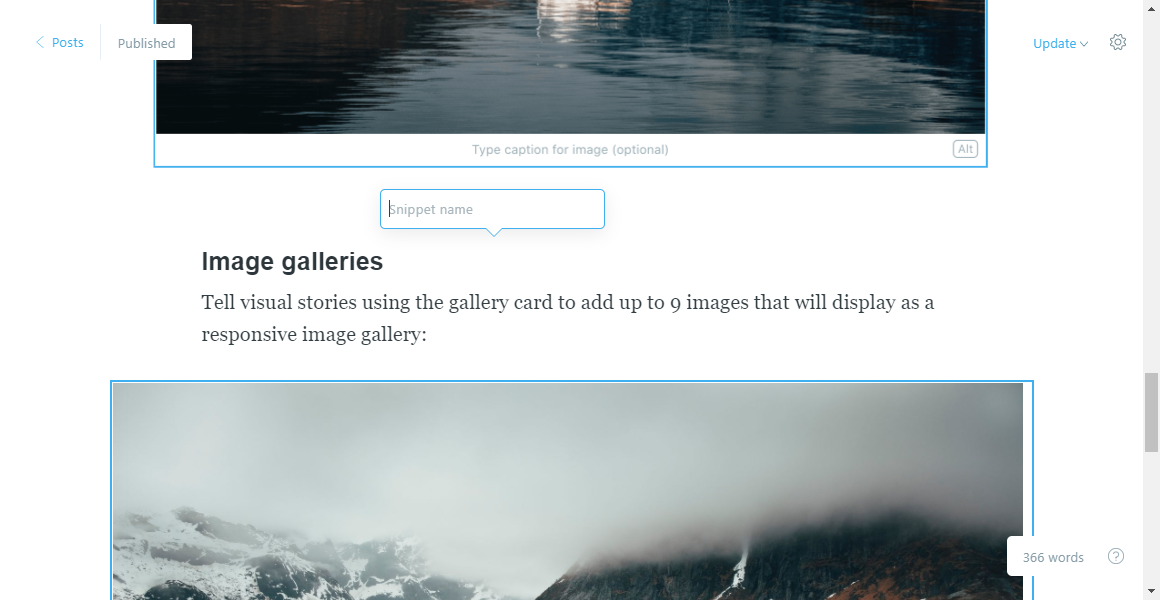 Posts
Published
Update
Type caption for image (optional)
Alt
Snippet name
Image galleries
Tell visual stories using the gallery card to add up to 9 images that will display as a
responsive image gallery:
366 words
?